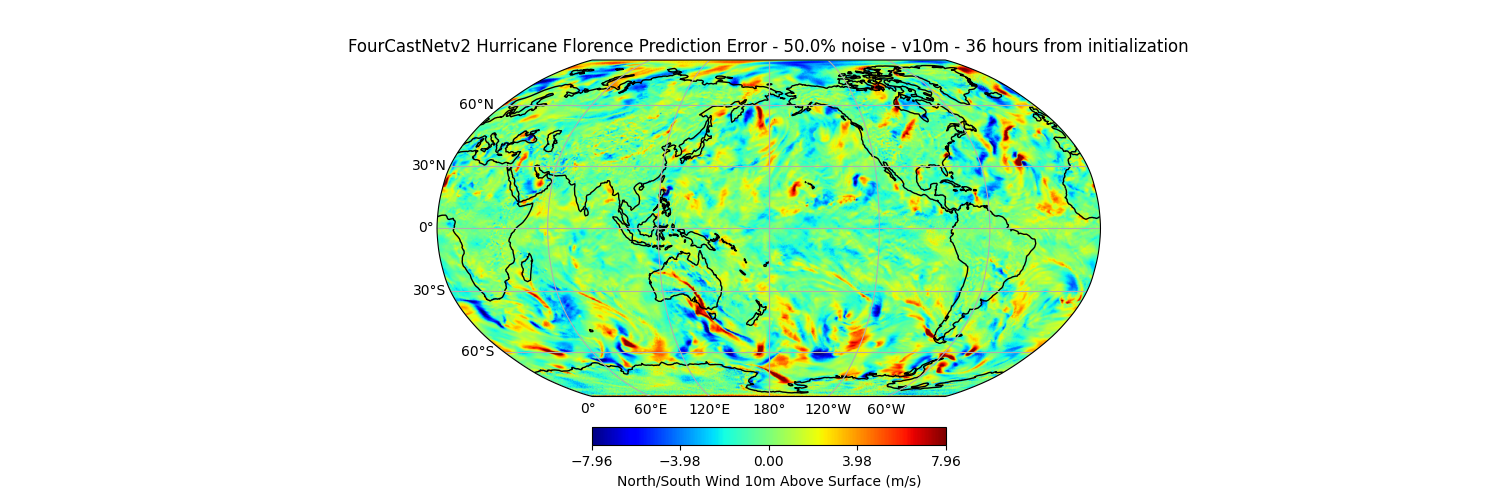 FourCastNetv2 Hurricane Florence Prediction Error - 50.0% noise - v10m - 36 hours from initialization
60°N
30°N
0°
30°S
60°S
0° 60°E 120°E 180° 120°W 60°W
−7.96 −3.98 0.00 3.98 7.96
North/South Wind 10m Above Surface (m/s)